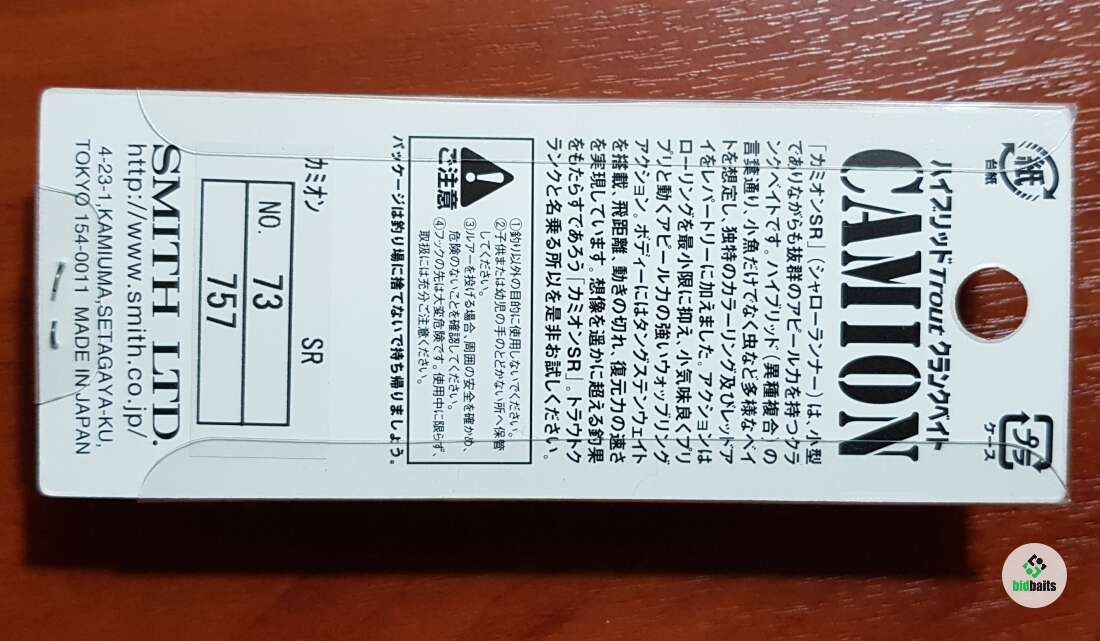 紙
台紙
プラ
ケース
ハイブリッドTroutクランクベイト
CAMION
「カミオンSR」(シャローランナー)は、小型
でありながらも抜群のアピール力を持つクラ
ンクベイトです。ハイブリッド(異種複合)の
言葉通り、小魚だけでなく虫など多様なベイ
トを想定し、独特のカラーリング及びレッドア
イをレパートリーに加えました。アクションは
ローリングを最小限に抑え、小気味良くプリ
プリと動くアピール力の強いウォブリング
アクション。ボディーにはタングステンウェイト
を搭載、飛距離、動きの切れ、復元力の速さ
を実現しています。想像を遥かに超える釣果
をもたらすであろう「カミオンSR」。トラウトク
ランクと名乗る所以を是非お試しください。
ご注意
①釣り以外の目的に使用しないでください。
②子供または幼児の手のとどかない所へ保管
してください。
③ルアーを投げる場合、周囲の安全を確かめ、
危険のないことを確認してください。
④フックの先は大変危険です。使用中に限らず、
取扱には充分ご注意ください。
パッケージは釣り場に捨てないで持ち帰りましょう。
カミオン SR
NO. 73
757
SMITH LTD.
http://www.smith.co.jp/
4-23-1,KAMIUMA,SETAGAYA-KU,
TOKYO 154-0011 MADE IN JAPAN
bidbaits